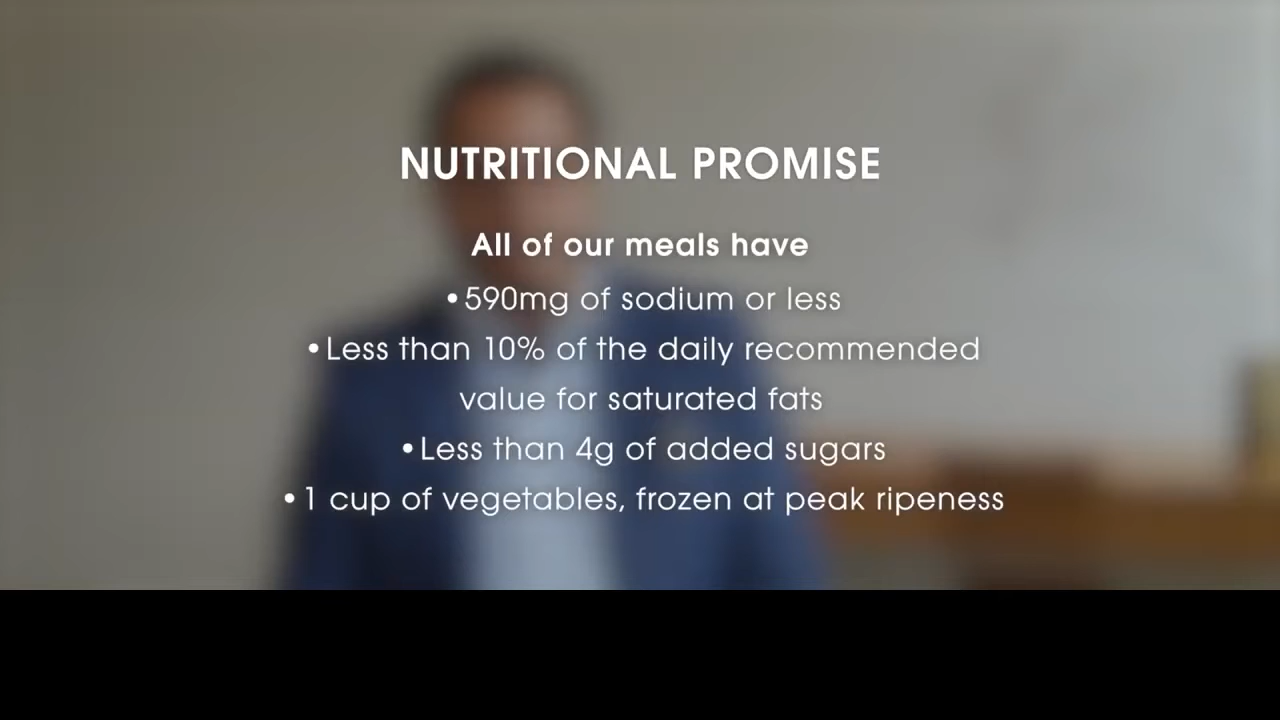 NUTRITIONAL PROMISE
All of our meals have
•590mg of sodium or less
•Less than 10% of the daily recommended
value for saturated fats
•Less than 4g of added sugars
•1 cup of vegetables, frozen at peak ripeness